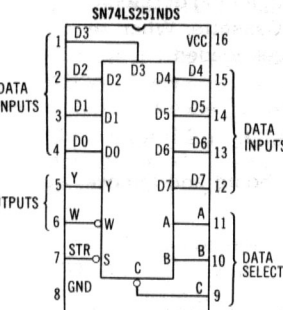 SN74LS251NDS
1 D3 VCC 16
D3
DATA INPUTS
2 D2 D2 D4 D4 15
3 D1 D1 D5 D5 14
4 D0 D0 D6 D6 13
DATA INPUTS
5 Y Y D7 D7 12
6 W W A A 11
7 STR S B B 10
DATA SELECT
C
8 GND C 9